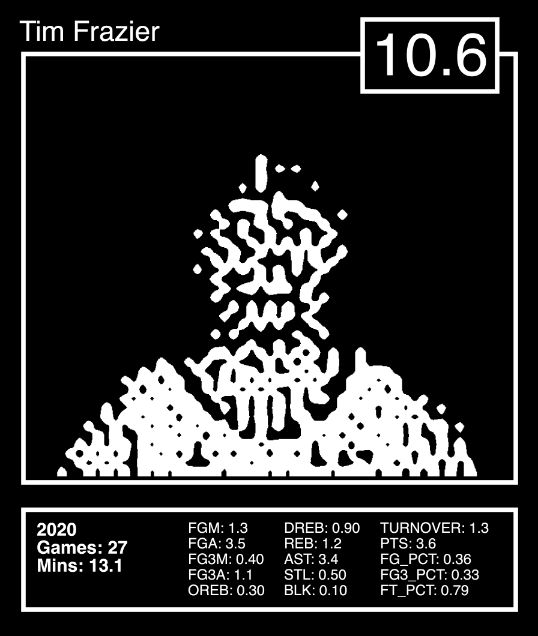 Tim Frazier
10.6
2020
Games: 27
Mins: 13.1
FGM: 1.3
FGA: 3.5
FG3M: 0.40
FG3A: 1.1
OREB: 0.30
DREB: 0.90
REB: 1.2
AST: 3.4
STL: 0.50
BLK: 0.10
TURNOVER: 1.3
PTS: 3.6
FG_PCT: 0.36
FG3_PCT: 0.33
FT_PCT: 0.79